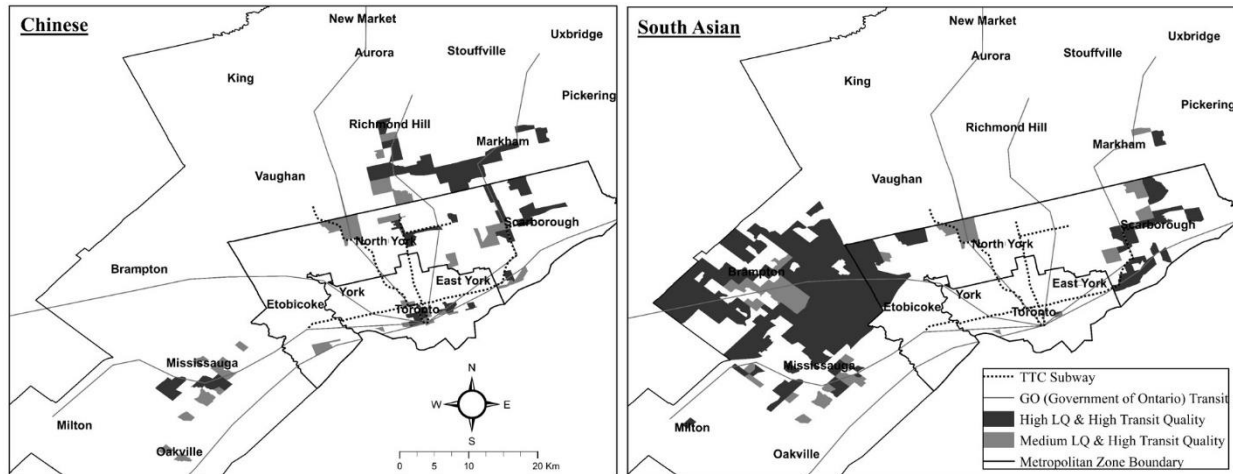 Chinese
New Market
Aurora
Stouffville
Uxbridge
King
Pickering
Richmond Hill
Markham
Vaughan
Scarborough
North York
Brampton
East York
York
Etobicoke
Toronto
Mississauga
Milton
Oakville
N
W E
S
0 5 10 20 Km
South Asian
New Market
Aurora
Stouffville
Uxbridge
King
Pickering
Richmond Hill
Markham
Vaughan
Scarborough
North York
Brampton
East York
York
Etobicoke
Toronto
Mississauga
Milton
Oakville
TTC Subway
GO (Government of Ontario) Transit
High LQ & High Transit Quality
Medium LQ & High Transit Quality
Metropolitan Zone Boundary